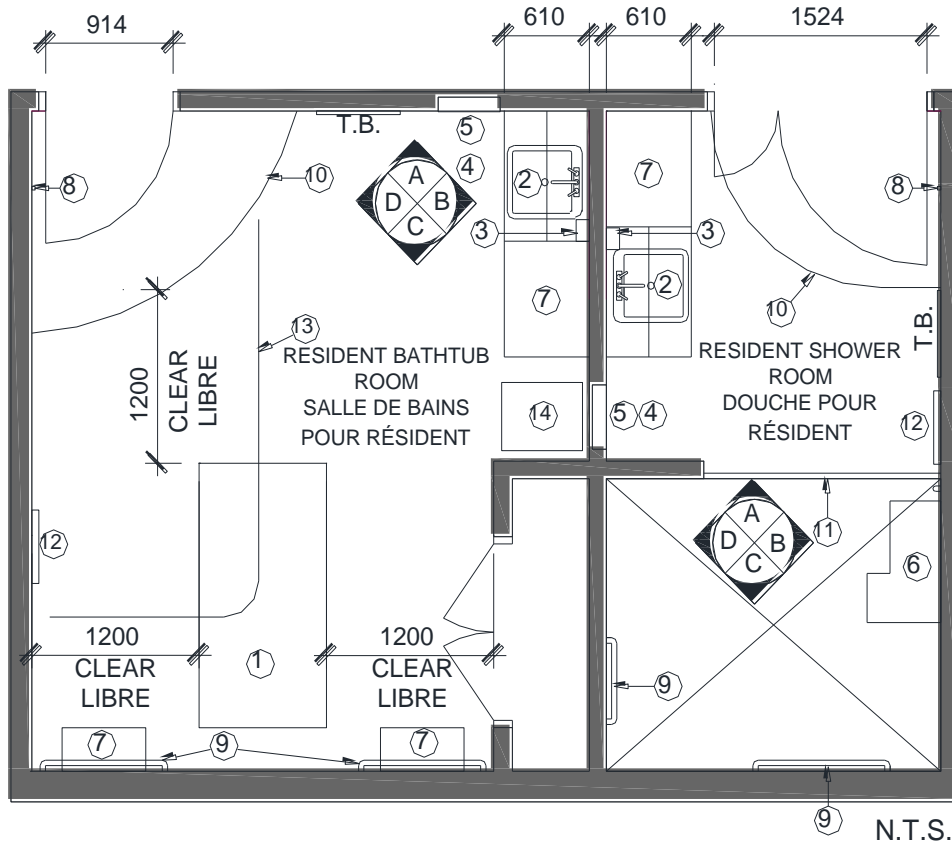 914
610
610
1524
T.B.
5
4
A
D
B
C
2
3
7
8
10
7
3
2
8
10
T.B.
13
1200
CLEAR
LIBRE
RESIDENT BATHTUB
ROOM
SALLE DE BAINS
POUR RÉSIDENT
7
14
RESIDENT SHOWER
ROOM
DOUCHE POUR
RÉSIDENT
5
4
12
12
11
A
D
B
C
6
1200
CLEAR
LIBRE
1
1200
CLEAR
LIBRE
9
7
9
7
9
N.T.S.